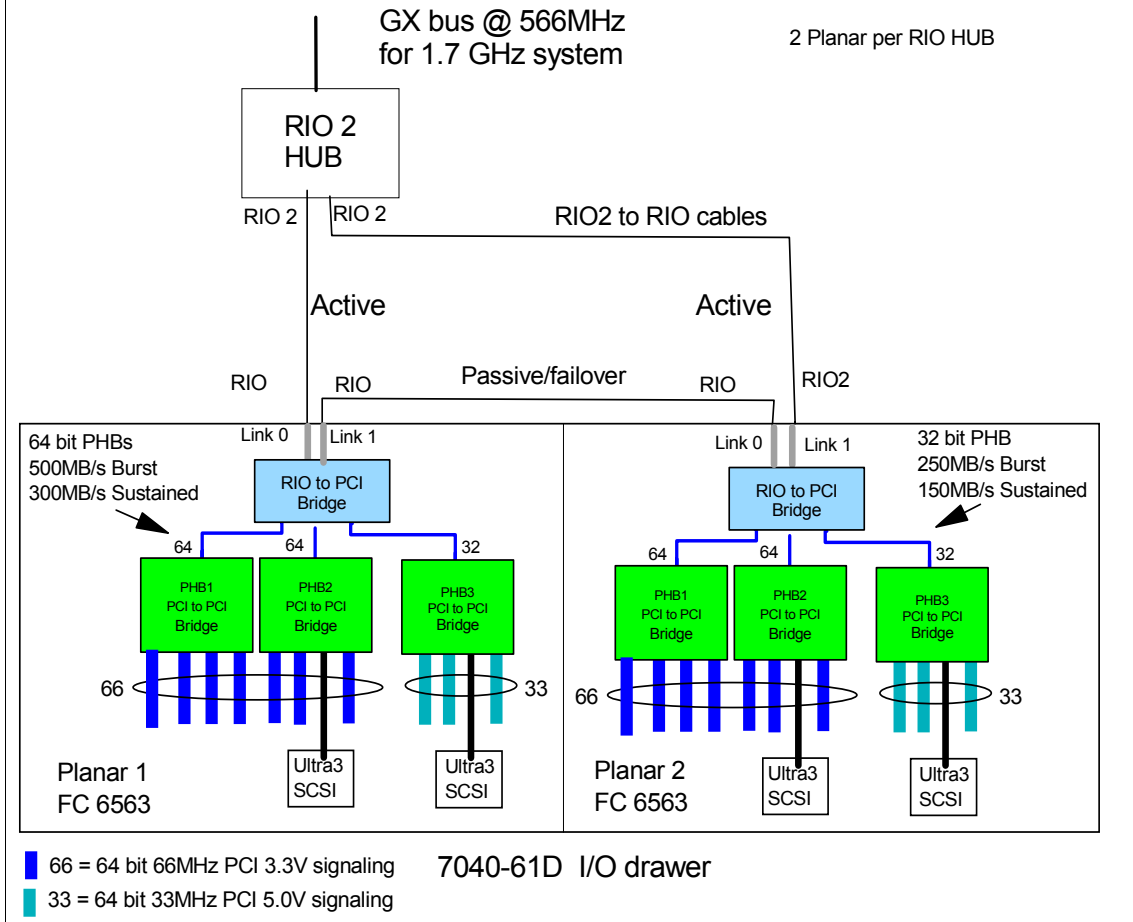 GX bus @ 566MHz
for 1.7 GHz system
2 Planar per RIO HUB
RIO 2
HUB
RIO 2
RIO 2
RIO2 to RIO cables
Active
Active
RIO
RIO
Passive/failover
RIO
RIO2
64 bit PHBs
500MB/s Burst
300MB/s Sustained
Link 0
Link 1
RIO to PCI
Bridge
64
64
32
PHB1
PCI to PCI
Bridge
PHB2
PCI to PCI
Bridge
PHB3
PCI to PCI
Bridge
66
33
Ultra3
SCSI
Ultra3
SCSI
Planar 1
FC 6563
Link 0
Link 1
32 bit PHB
250MB/s Burst
150MB/s Sustained
RIO to PCI
Bridge
64
64
32
PHB1
PCI to PCI
Bridge
PHB2
PCI to PCI
Bridge
PHB3
PCI to PCI
Bridge
66
33
Planar 2
FC 6563
Ultra3
SCSI
Ultra3
SCSI
66 = 64 bit 66MHz PCI 3.3V signaling
33 = 64 bit 33MHz PCI 5.0V signaling
7040-61D I/O drawer